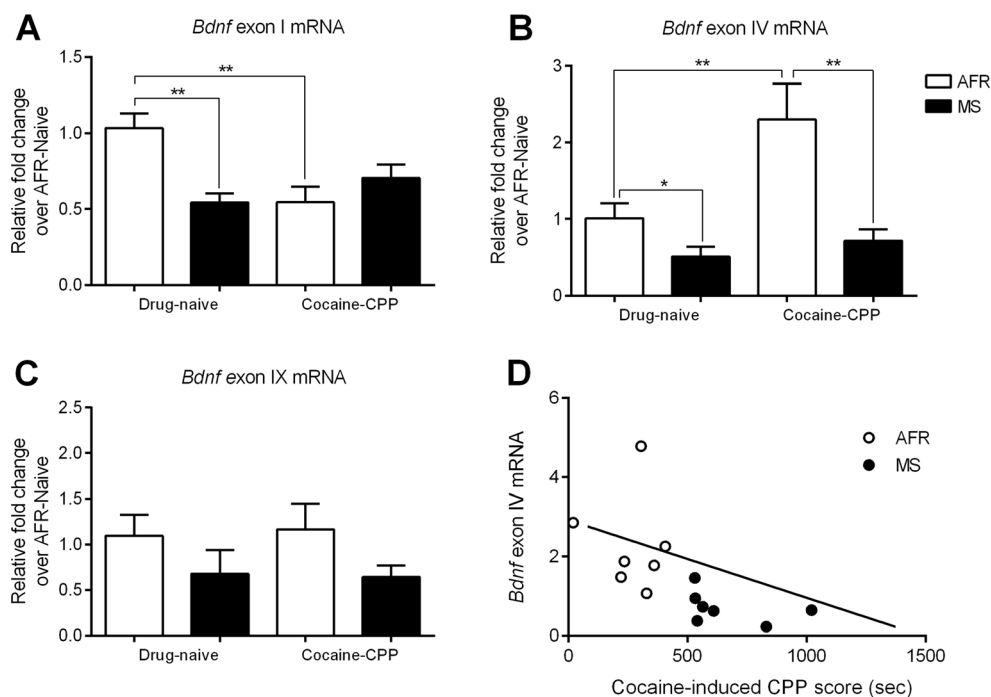 A
Bdnf exon I mRNA
Relative fold change
over AFR-Naive
1.5
1.0
0.5
0.0
**
**
Drug-naive
Cocaine-CPP
B
Bdnf exon IV mRNA
Relative fold change
over AFR-Naive
3
2
1
0
**
**
*
Drug-naive
Cocaine-CPP
AFR
MS
C
Bdnf exon IX mRNA
Relative fold change
over AFR-Naive
2.5
2.0
1.5
1.0
0.5
0.0
Drug-naive
Cocaine-CPP
D
Bdnf exon IV mRNA
6
4
2
0
AFR
MS
0
500
1000
1500
Cocaine-induced CPP score (sec)